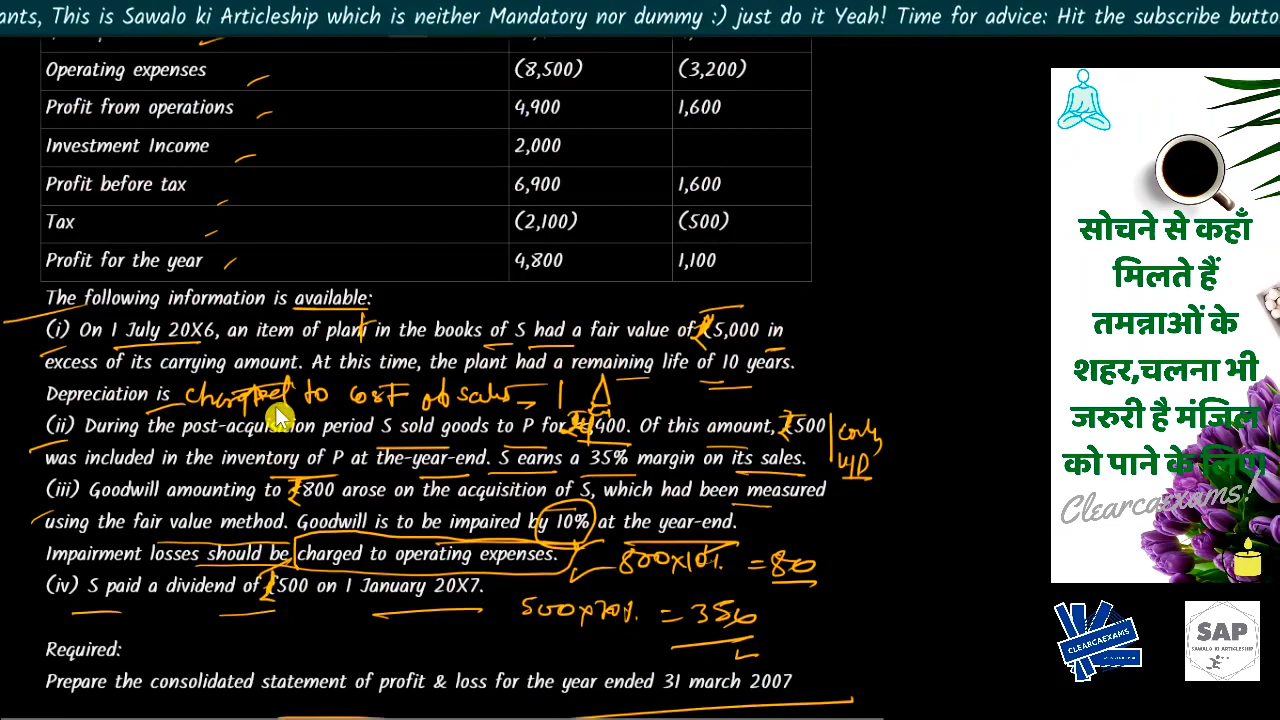 ants, This is Sawalo ki Articleship which is neither Mandatory nor dummy :) just do it Yeah! Time for advice: Hit the subscribe butto
Operating expenses (8,500) (3,200)
Profit from operations 4,900 1,600
Investment Income 2,000
Profit before tax 6,900 1,600
Tax (2,100) (500)
Profit for the year 4,800 1,100
The following information is available:
(i) On 1 July 20X6, an item of plant in the books of S had a fair value of ₹5,000 in
excess of its carrying amount. At this time, the plant had a remaining life of 10 years.
Depreciation is charged to cost of sales
(ii) During the post-acquisition period S sold goods to P for 400. Of this amount, ₹500
was included in the inventory of P at the year-end. S earns a 35% margin on its sales.
(iii) Goodwill amounting to ₹800 arose on the acquisition of S, which had been measured
using the fair value method. Goodwill is to be impaired by 10% at the year-end.
Impairment losses should be charged to operating expenses.
800x10% = 80
(iv) S paid a dividend of ₹500 on 1 January 20X7.
500x70% = 350
Required:
Prepare the consolidated statement of profit & loss for the year ended 31 march 2007
सोचने से कहाँ
मिलते हैं
तमन्नाओं के
शहर,चलना भी
जरुरी है मंजिल
को पाने के लिए!
Clearcaexams!
CLEARCAEXAMS
SAP
SAWALO KI ARTICLESHIP